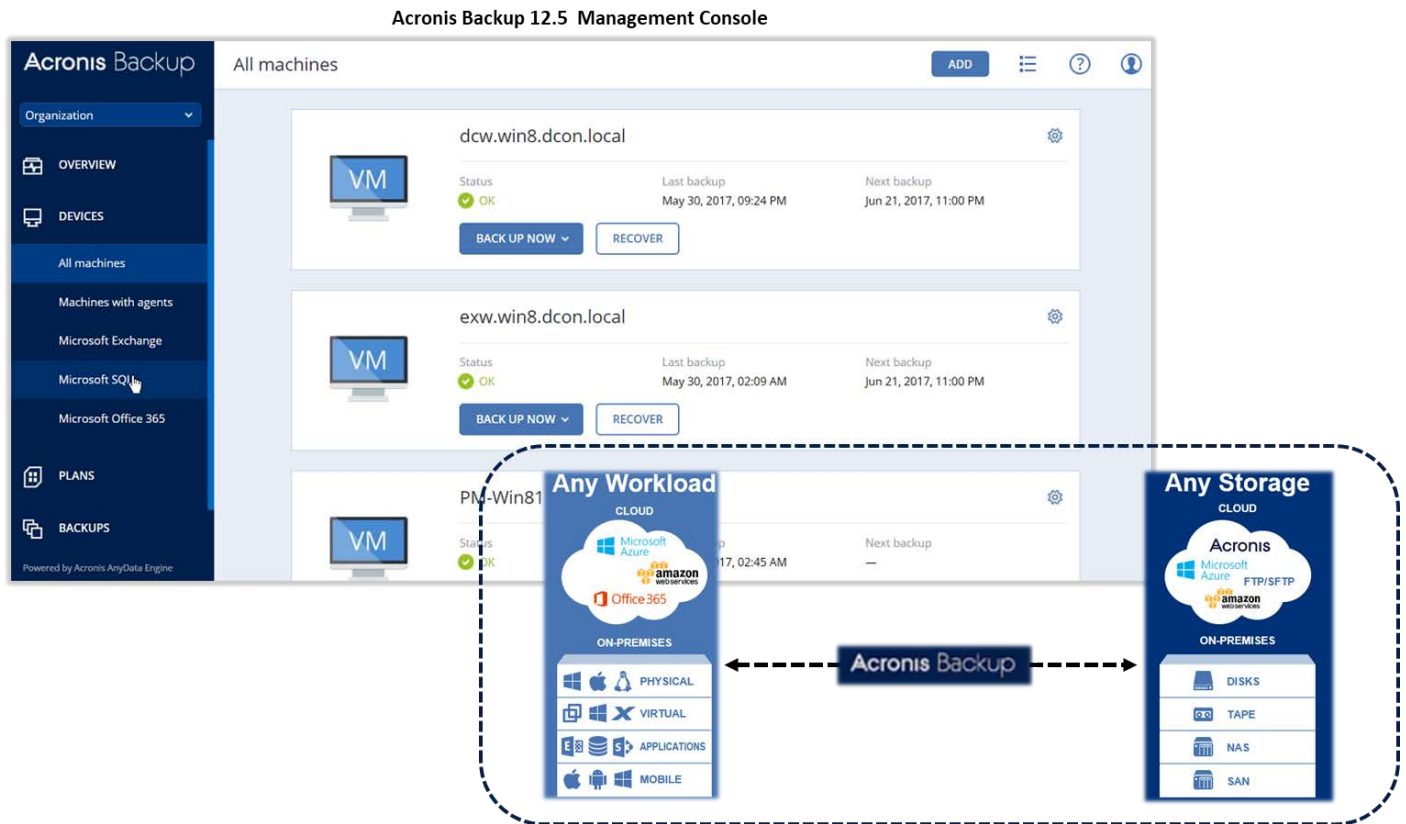 Acronis Backup 12.5 Management Console
Acronis Backup
All machines
ADD
Organization
OVERVIEW
DEVICES
All machines
Machines with agents
Microsoft Exchange
Microsoft SQL
Microsoft Office 365
PLANS
BACKUPS
Powered by Acronis AnyData Engine
dcw.win8.dcon.local
Status
Last backup
Next backup
OK
May 30, 2017, 09:24 PM
Jun 21, 2017, 11:00 PM
BACK UP NOW
RECOVER
exw.win8.dcon.local
Status
Last backup
Next backup
OK
May 30, 2017, 02:09 AM
Jun 21, 2017, 11:00 PM
BACK UP NOW
RECOVER
PM-Win81
Status
Next backup
OK
17, 02:45 AM
—
VM
VM
VM
Any Workload
CLOUD
Microsoft
Azure
amazon
webservices
Office 365
ON-PREMISES
PHYSICAL
VIRTUAL
APPLICATIONS
MOBILE
Acronis Backup
Any Storage
CLOUD
Acronis
Microsoft
Azure
FTP/SFTP
amazon
webservices
ON-PREMISES
DISKS
TAPE
NAS
SAN